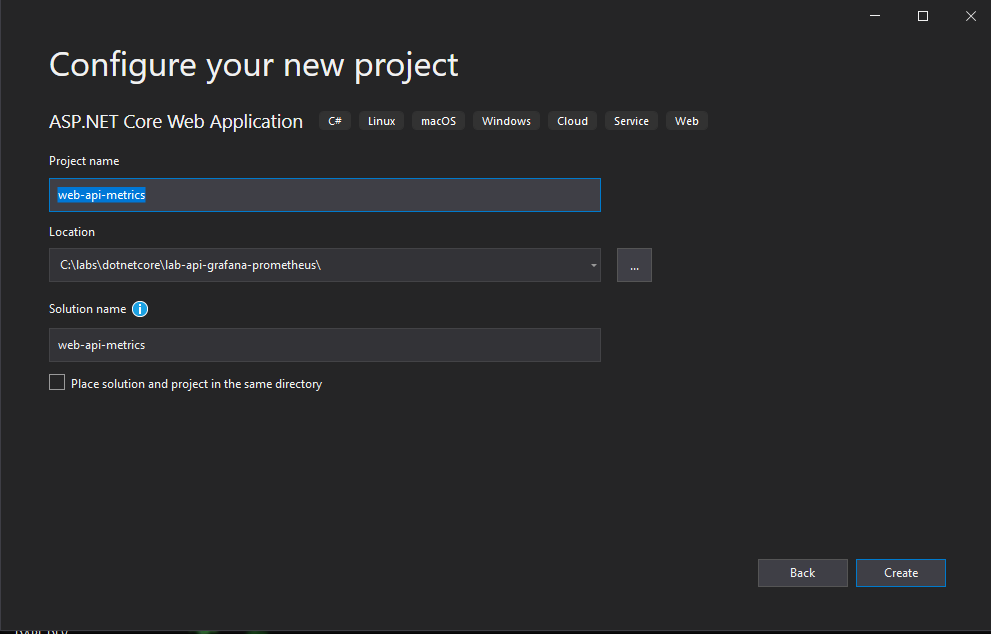 Configure your new project
ASP.NET Core Web Application C# Linux macOS Windows Cloud Service Web
Project name
web-api-metrics
Location
C:\labs\dotnetcore\lab-api-grafana-prometheus\
...
Solution name
web-api-metrics
Place solution and project in the same directory
Back Create